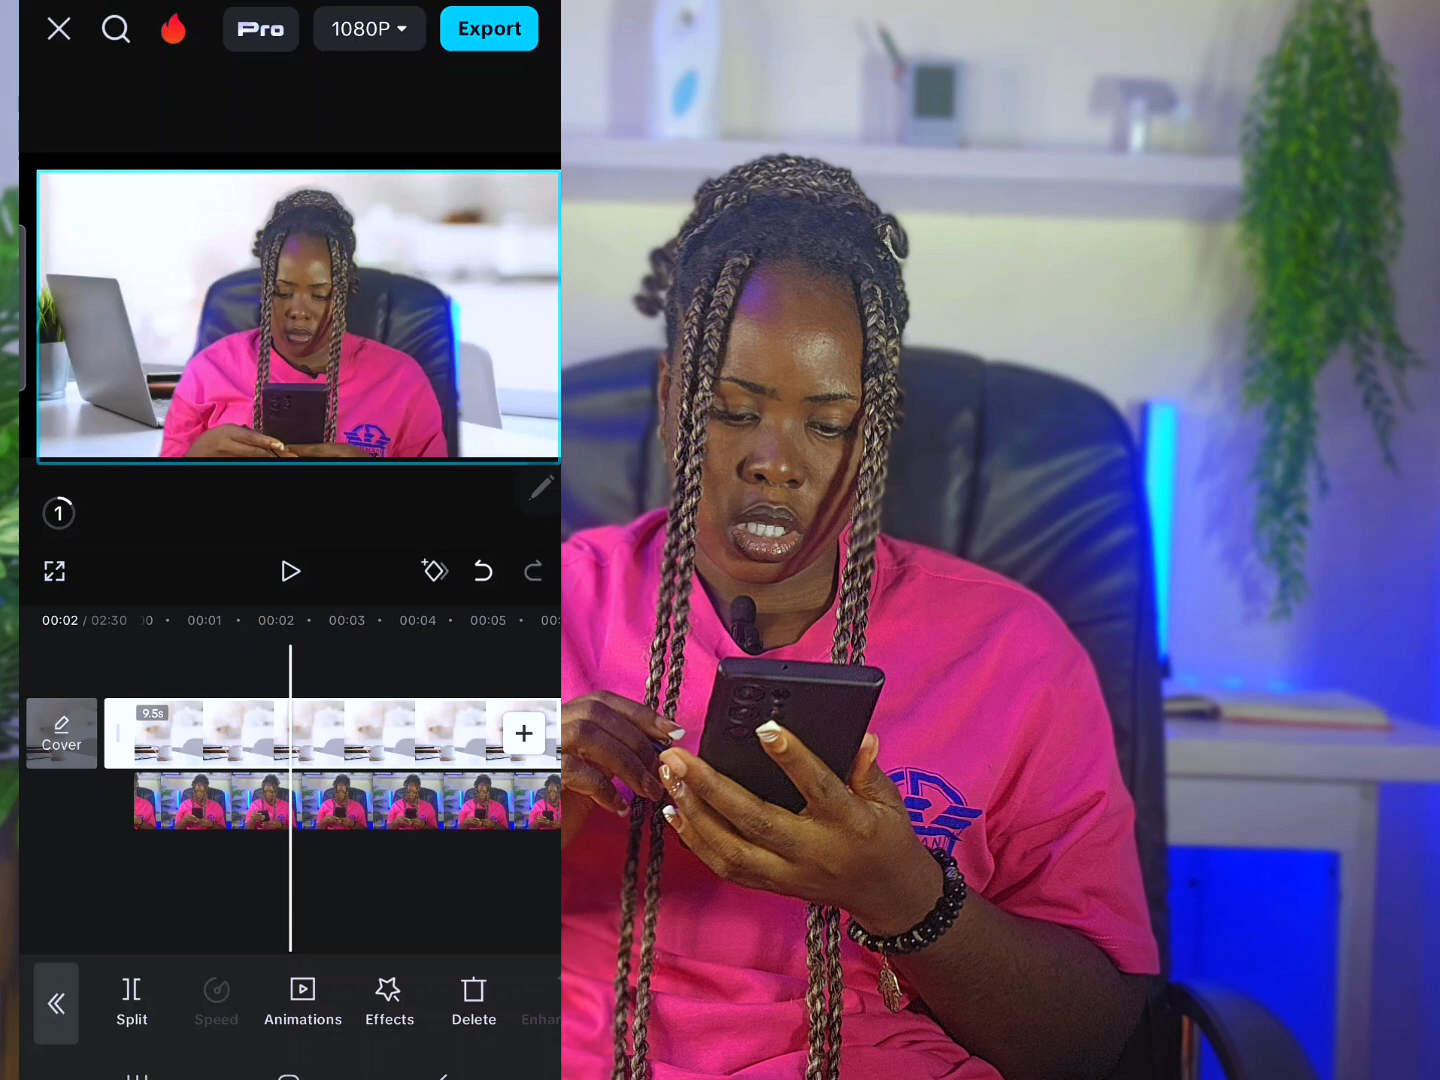 Pro
1080P
Export
1
00:02 / 02:30
00:01
00:02
00:03
00:04
00:05
Cover
9.5s
Split
Speed
Animations
Effects
Delete